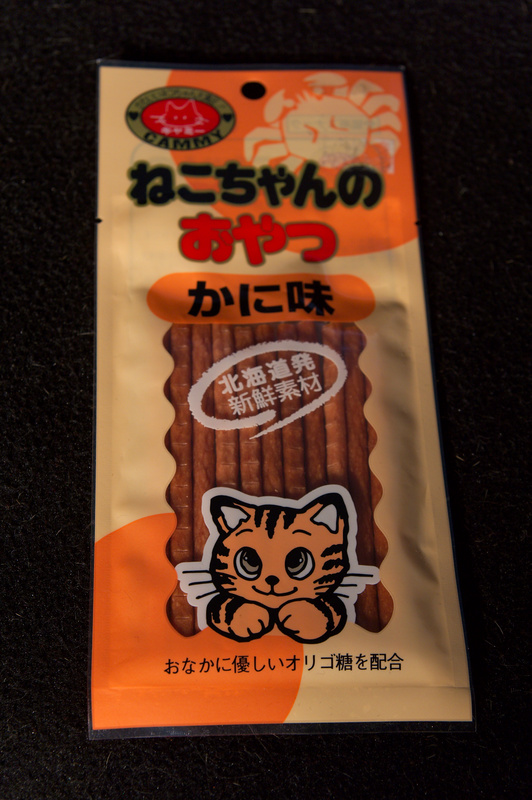 キャミー
CAMMY
ねこちゃんの
おやつ
かに味
北海道発
新鮮素材
おなかに優しいオリゴ糖を配合